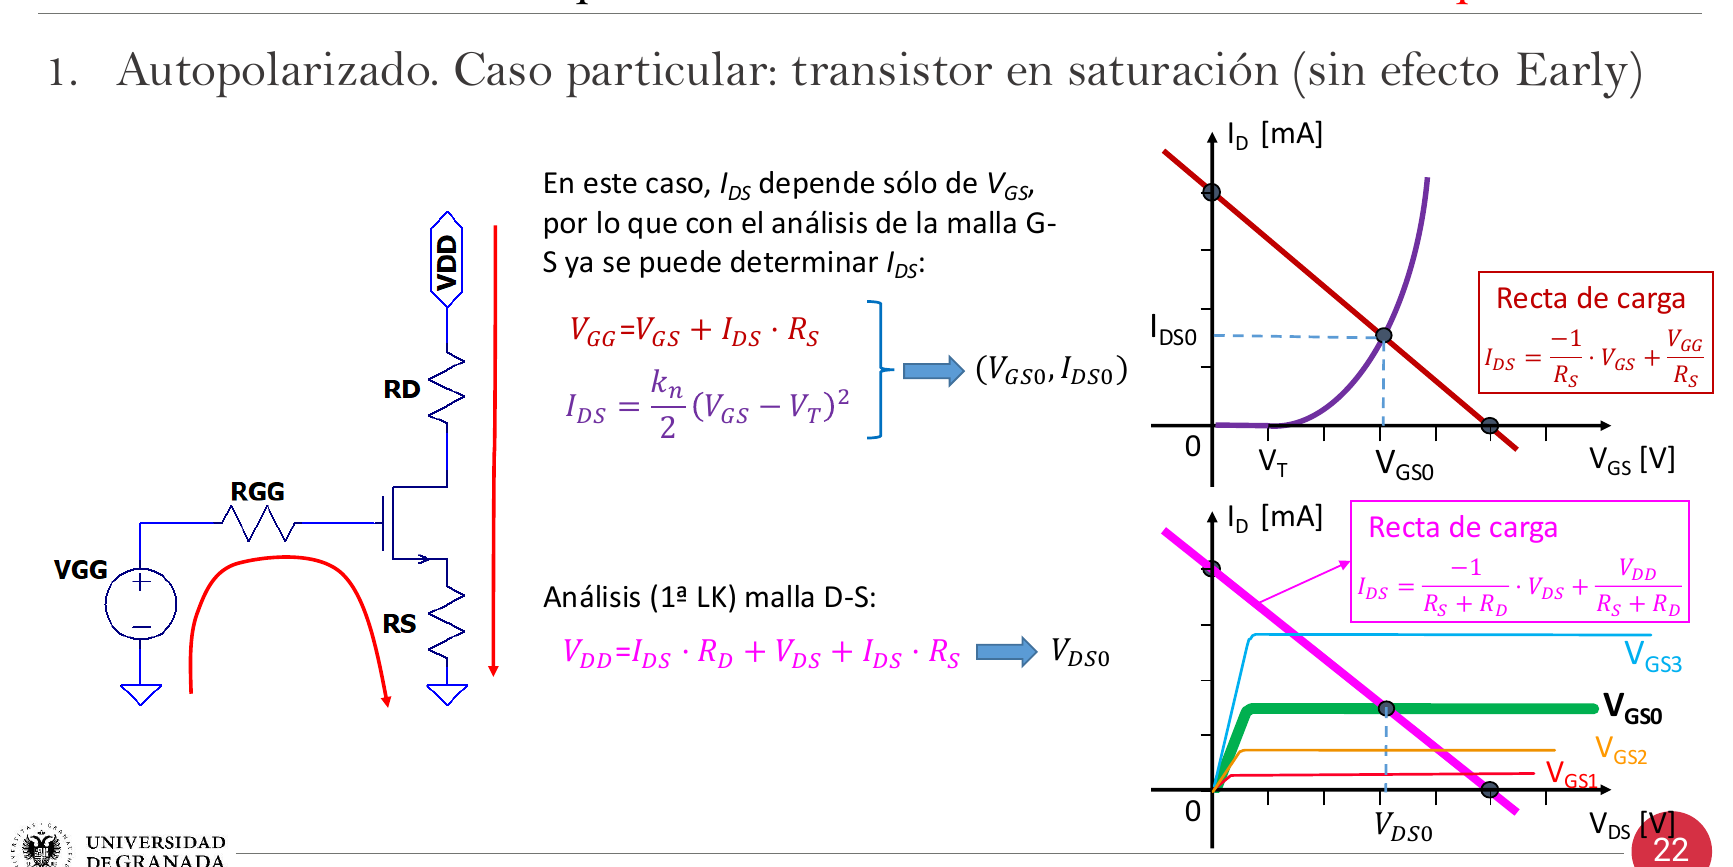 1. Autopolarizado. Caso particular: transistor en saturación (sin efecto Early)
En este caso, I_DS depende sólo de V_GS,
por lo que con el análisis de la malla G-
S ya se puede determinar I_DS:
V_GG=V_GS + I_DS · R_S
I_DS = k_n/2 (V_GS − V_T)²
(V_GS0, I_DS0)
VDD
RD
RGG
VGG
RS
Análisis (1ª LK) malla D-S:
V_DD=I_DS · R_D + V_DS + I_DS · R_S
V_DS0
I_D [mA]
Recta de carga
I_DS = −1/R_S · V_GS + V_GG/R_S
I_DS0
0
V_T
V_GS0
V_GS [V]
I_D [mA]
Recta de carga
I_DS = −1/(R_S + R_D) · V_DS + V_DD/(R_S + R_D)
V_GS3
V_GS0
V_GS2
V_GS1
0
V_DS0
V_DS [V]
UNIVERSIDAD
DE GRANADA
22